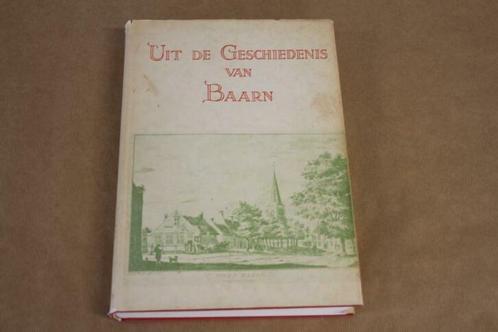 Uit de Geschiedenis
van
Baarn